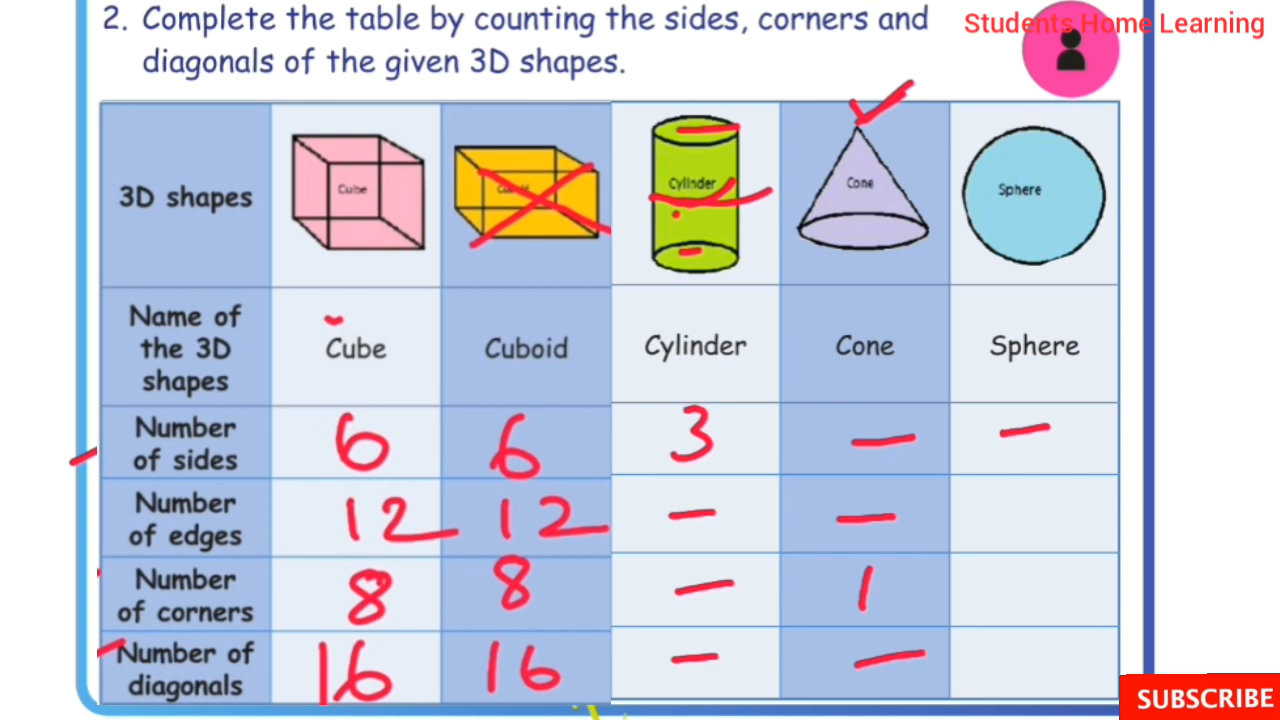 2. Complete the table by counting the sides, corners and
diagonals of the given 3D shapes.
Students Home Learning
3D shapes
Cube
Cylinder
Cone
Sphere
Name of
the 3D
shapes
Cube
Cuboid
Cylinder
Cone
Sphere
Number
of sides
6
6
3
—
—
Number
of edges
12
12
—
—
Number
of corners
8
8
—
1
Number of
diagonals
16
16
—
—
SUBSCRIBE